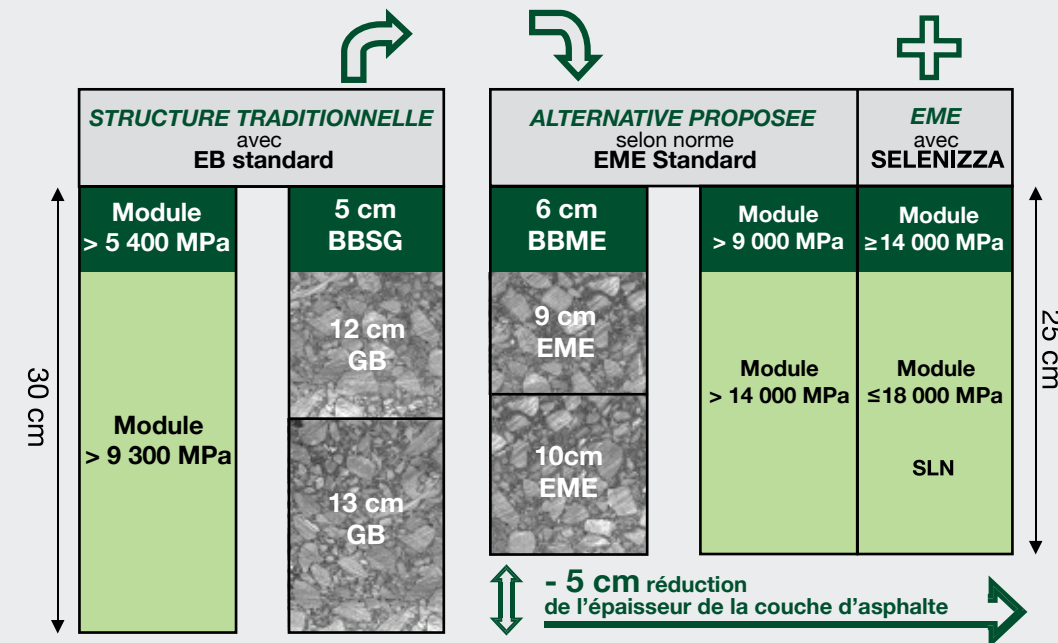 STRUCTURE TRADITIONNELLE
avec
EB standard
ALTERNATIVE PROPOSEE
selon norme
EME Standard
EME
avec
SELENIZZA
30 cm
Module
> 5 400 MPa
Module
> 9 300 MPa
5 cm
BBSG
12 cm
GB
13 cm
GB
6 cm
BBME
9 cm
EME
10cm
EME
Module
> 9 000 MPa
Module
> 14 000 MPa
Module
≥14 000 MPa
Module
≤18 000 MPa
SLN
25 cm
- 5 cm réduction
de l'épaisseur de la couche d'asphalte